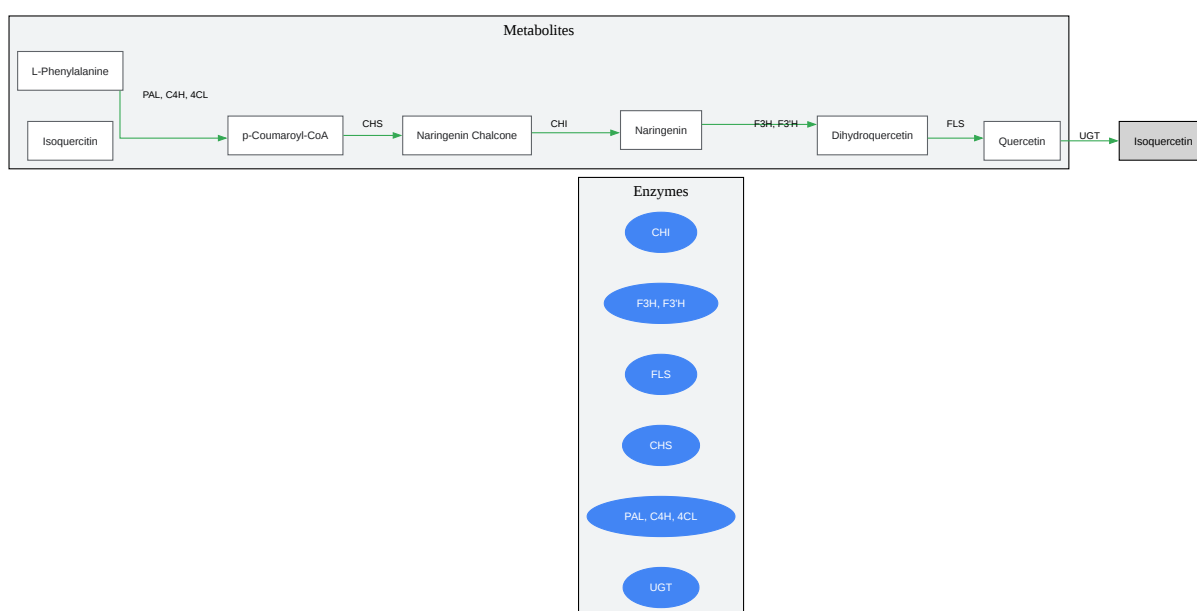 Metabolites
L-Phenylalanine
PAL, C4H, 4CL
Isoquercitin
p-Coumaroyl-CoA
CHS
Naringenin Chalcone
CHI
Naringenin
F3H, F3'H
Dihydroquercetin
FLS
Quercetin
UGT
Isoquercetin
Enzymes
CHI
F3H, F3'H
FLS
CHS
PAL, C4H, 4CL
UGT